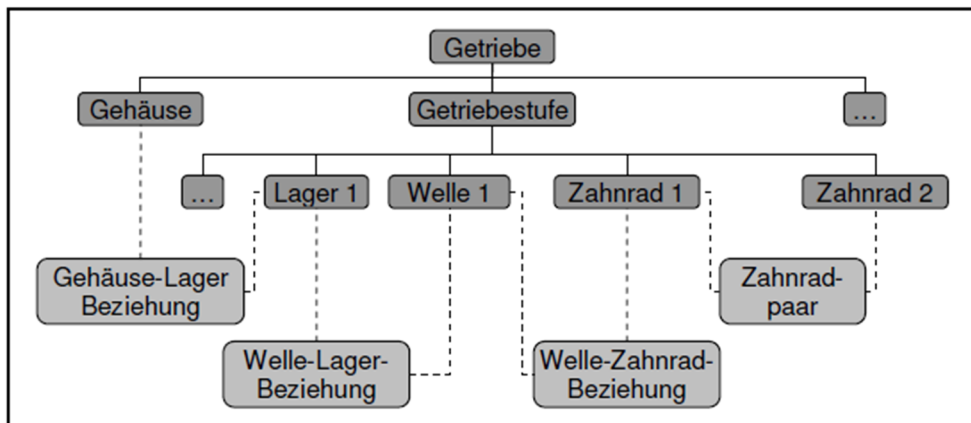 Getriebe
Gehäuse
Getriebestufe
...
...
Lager 1
Welle 1
Zahnrad 1
Zahnrad 2
Gehäuse-Lager
Beziehung
Zahnrad-
paar
Welle-Lager-
Beziehung
Welle-Zahnrad-
Beziehung